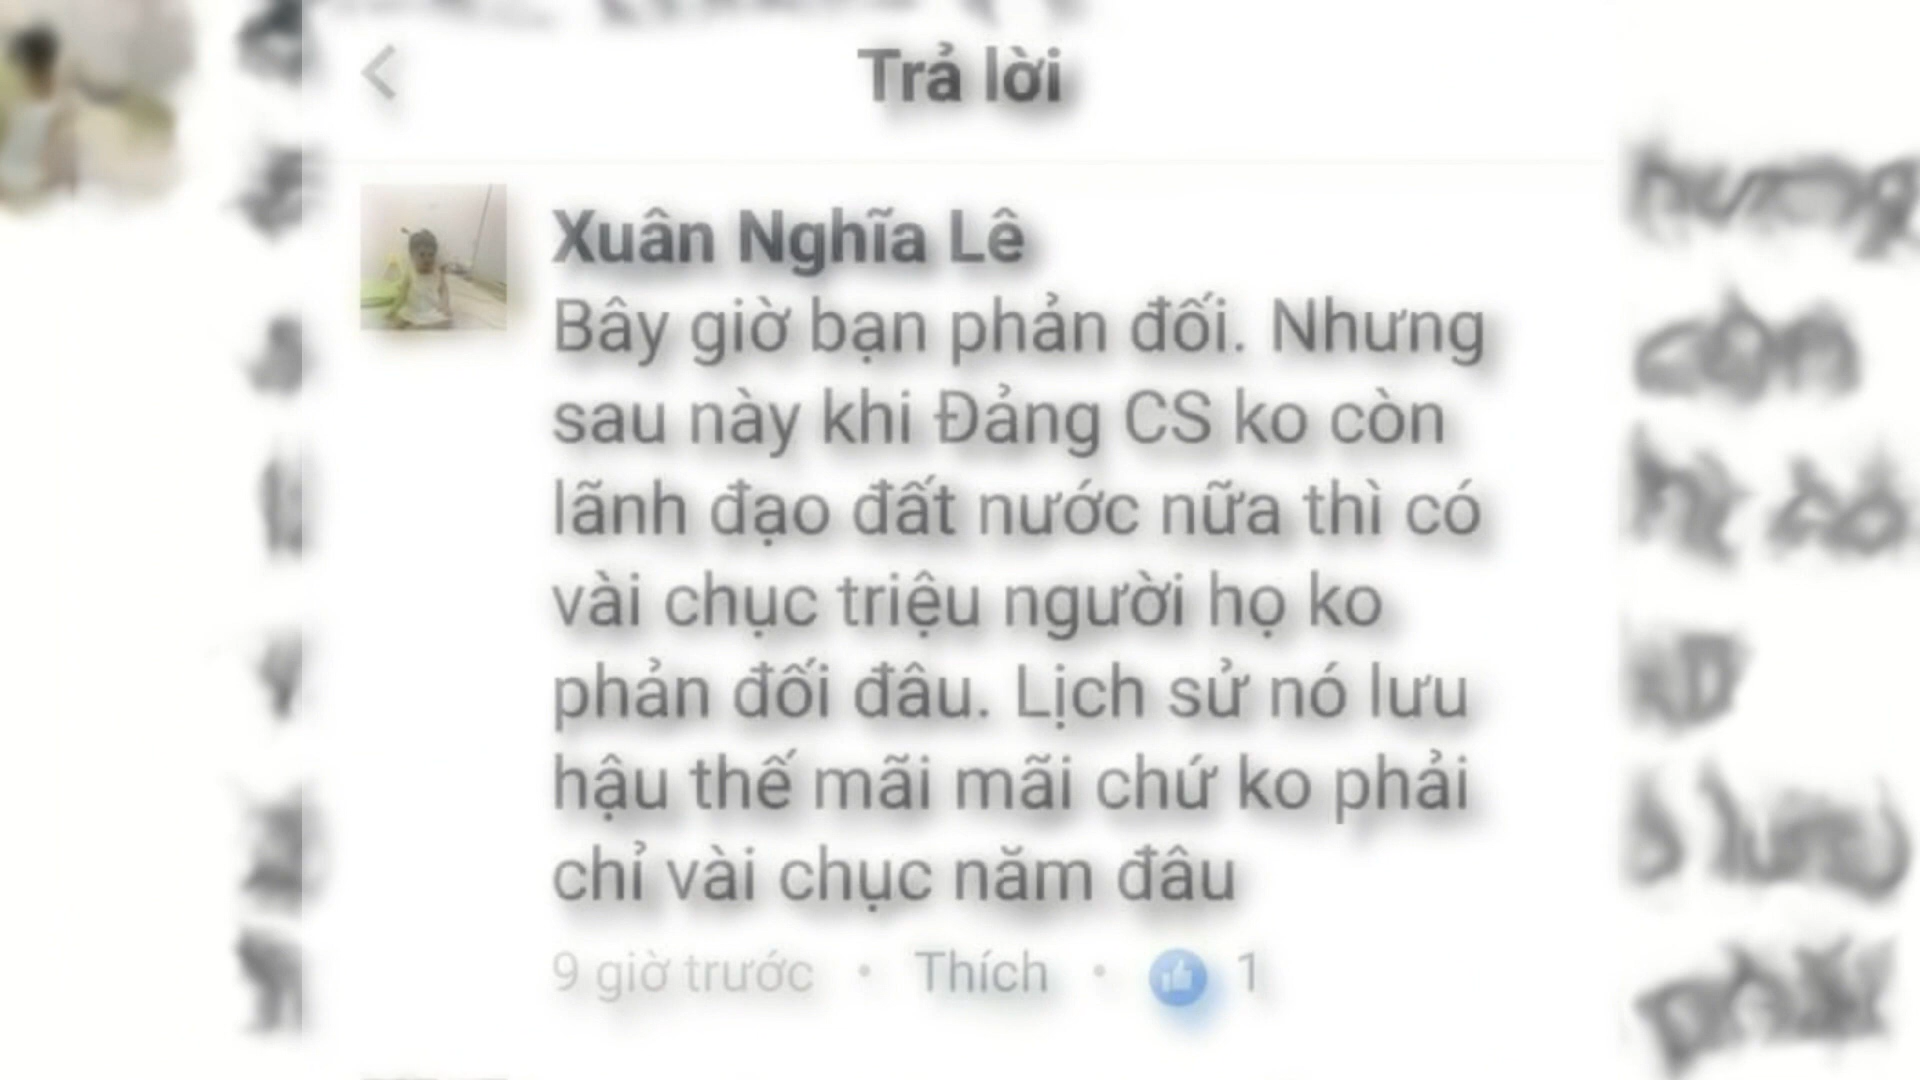 Trả lời
Xuân Nghĩa Lê
Bây giờ bạn phản đối. Nhưng
sau này khi Đảng CS ko còn
lãnh đạo đất nước nữa thì có
vài chục triệu người họ ko
phản đối đâu. Lịch sử nó lưu
hậu thế mãi mãi chứ ko phải
chỉ vài chục năm đâu
9 giờ trước • Thích • 1